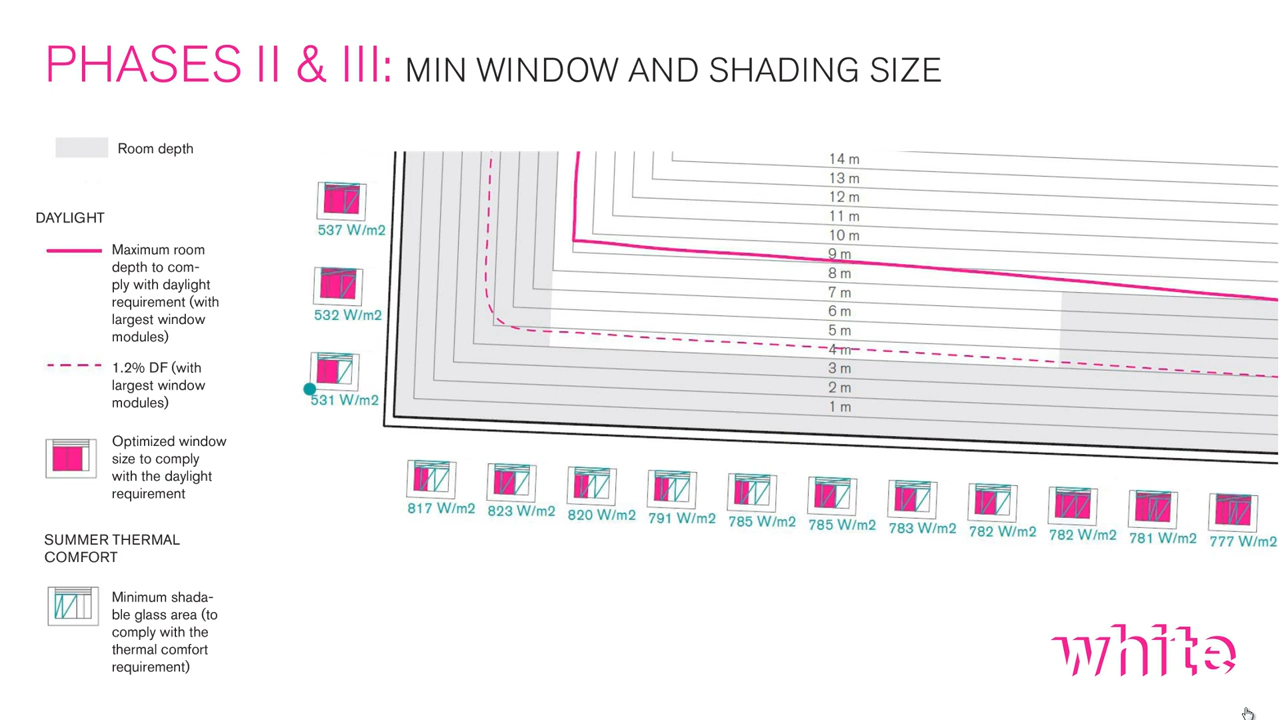 PHASES II & III: MIN WINDOW AND SHADING SIZE
Room depth
DAYLIGHT
Maximum room
depth to com-
ply with daylight
requirement (with
largest window
modules)
1.2% DF (with
largest window
modules)
Optimized window
size to comply
with the daylight
requirement
SUMMER THERMAL
COMFORT
Minimum shada-
ble glass area (to
comply with the
thermal comfort
requirement)
537 W/m2
532 W/m2
531 W/m2
14 m
13 m
12 m
11 m
10 m
9 m
8 m
7 m
6 m
5 m
4 m
3 m
2 m
1 m
817 W/m2
823 W/m2
820 W/m2
791 W/m2
785 W/m2
785 W/m2
783 W/m2
782 W/m2
782 W/m2
781 W/m2
777 W/m2
white